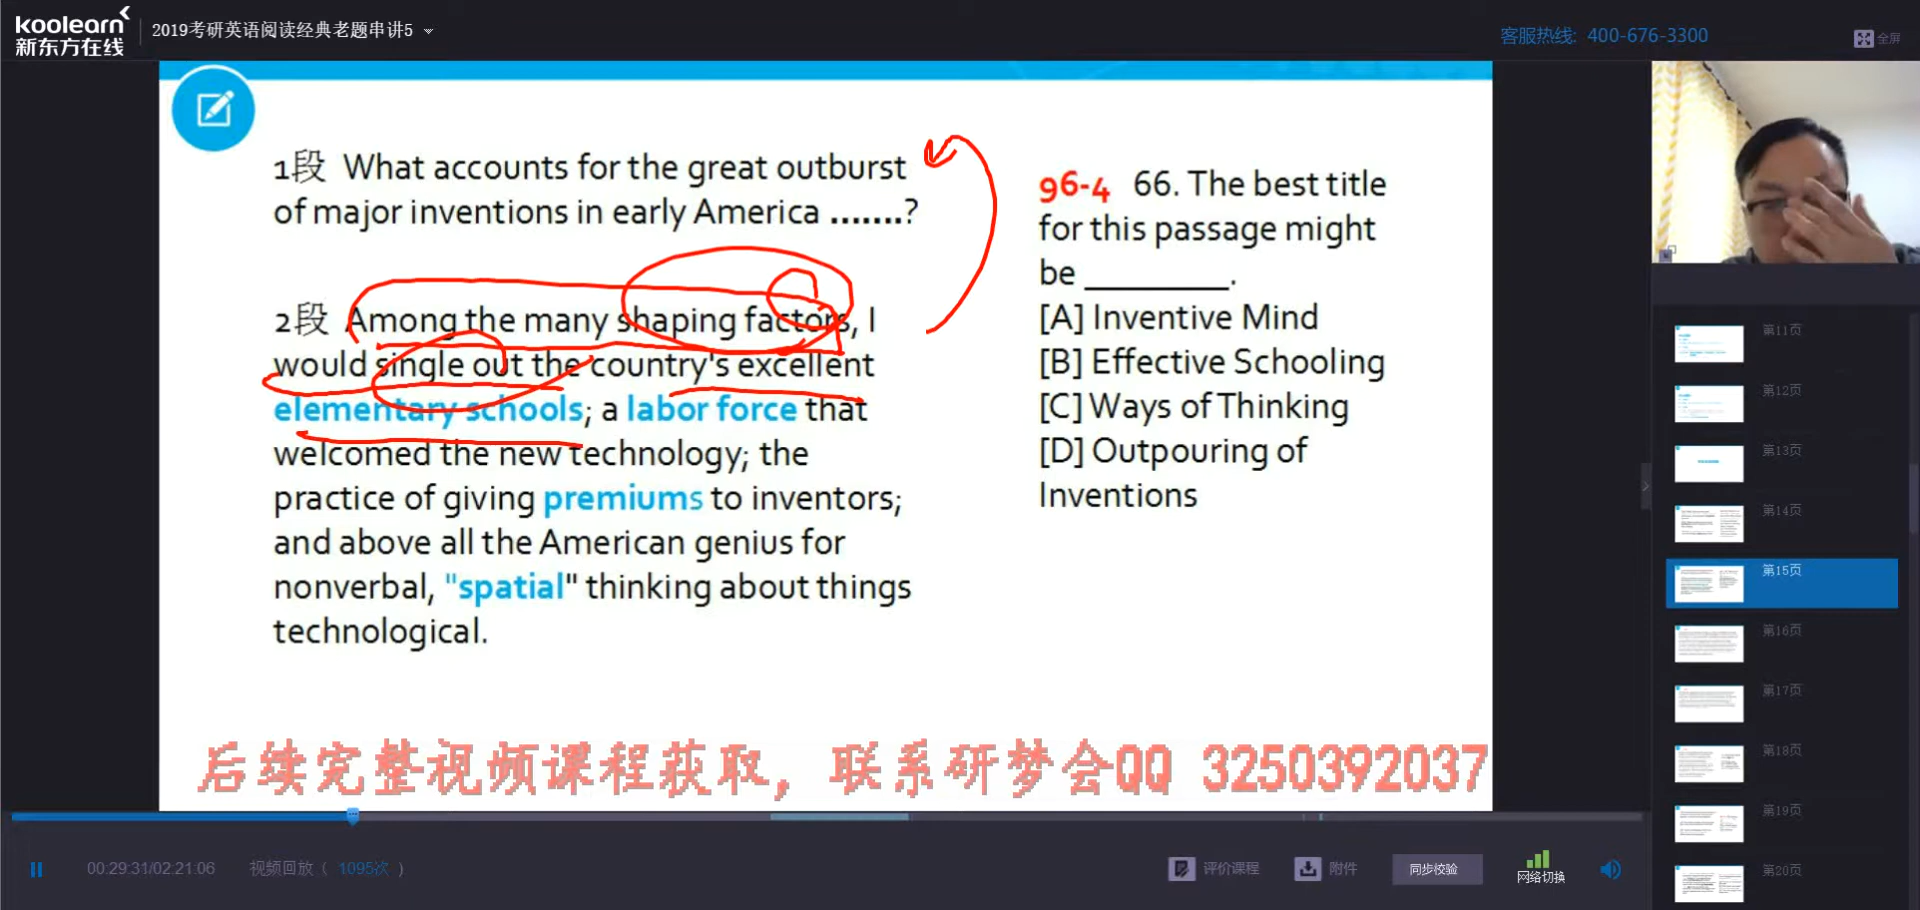 koolearn
新东方在线
2019考研英语阅读经典老题串讲5
客服热线: 400-676-3300
全屏
1段 What accounts for the great outburst
of major inventions in early America .......?
2段 Among the many shaping factors, I
would single out the country's excellent
elementary schools; a labor force that
welcomed the new technology; the
practice of giving premiums to inventors;
and above all the American genius for
nonverbal, "spatial" thinking about things
technological.
96-4 66. The best title
for this passage might
be ________.
[A] Inventive Mind
[B] Effective Schooling
[C] Ways of Thinking
[D] Outpouring of
Inventions
后续完整视频课程获取，联系研梦会QQ 3250392037
第11页
第12页
第13页
第14页
第15页
第16页
第17页
第18页
第19页
第20页
00:29:31/02:21:06
视频回放（ 1095次 ）
评价课程
附件
同步校验
网络切换